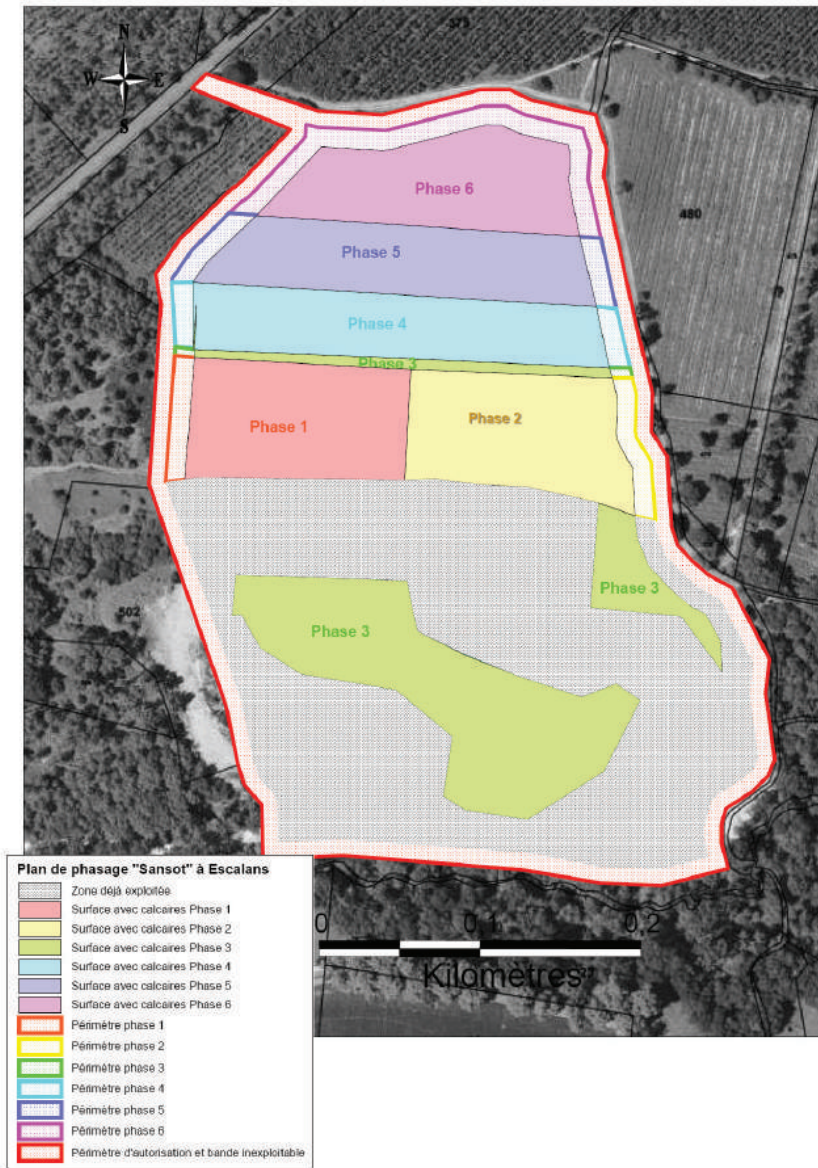 379
N
W E
S
Phase 6
480
Phase 5
Phase 4
Phase 3
Phase 1
Phase 2
Phase 3
502
Phase 3
Plan de phasage "Sansot" à Escalans
Zone déjà exploitée
Surface avec calcaires Phase 1
Surface avec calcaires Phase 2
Surface avec calcaires Phase 3
Surface avec calcaires Phase 4
Surface avec calcaires Phase 5
Surface avec calcaires Phase 6
Périmètre phase 1
Périmètre phase 2
Périmètre phase 3
Périmètre phase 4
Périmètre phase 5
Périmètre phase 6
Périmètre d'autorisation et bande inexploitable
0 0.1 0.2
Kilomètres